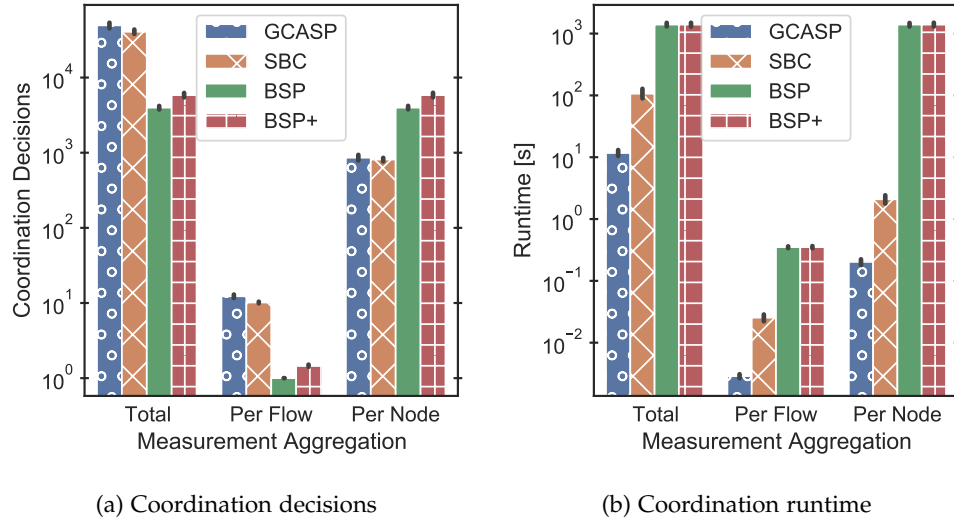 GCASP
SBC
BSP
BSP+
10^4
10^3
10^2
10^1
10^0
Coordination Decisions
Total Per Flow Per Node
Measurement Aggregation
(a) Coordination decisions
GCASP
SBC
BSP
BSP+
10^3
10^2
10^1
10^0
10^−1
10^−2
Runtime [s]
Total Per Flow Per Node
Measurement Aggregation
(b) Coordination runtime